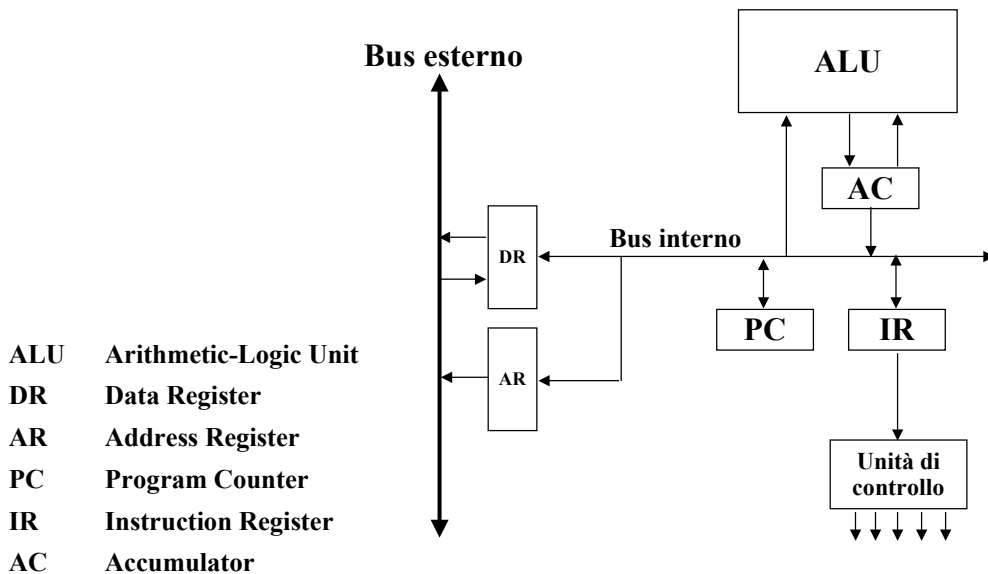 Bus esterno
ALU
AC
DR
Bus interno
PC
IR
AR
Unità di
controllo
ALU Arithmetic-Logic Unit
DR Data Register
AR Address Register
PC Program Counter
IR Instruction Register
AC Accumulator